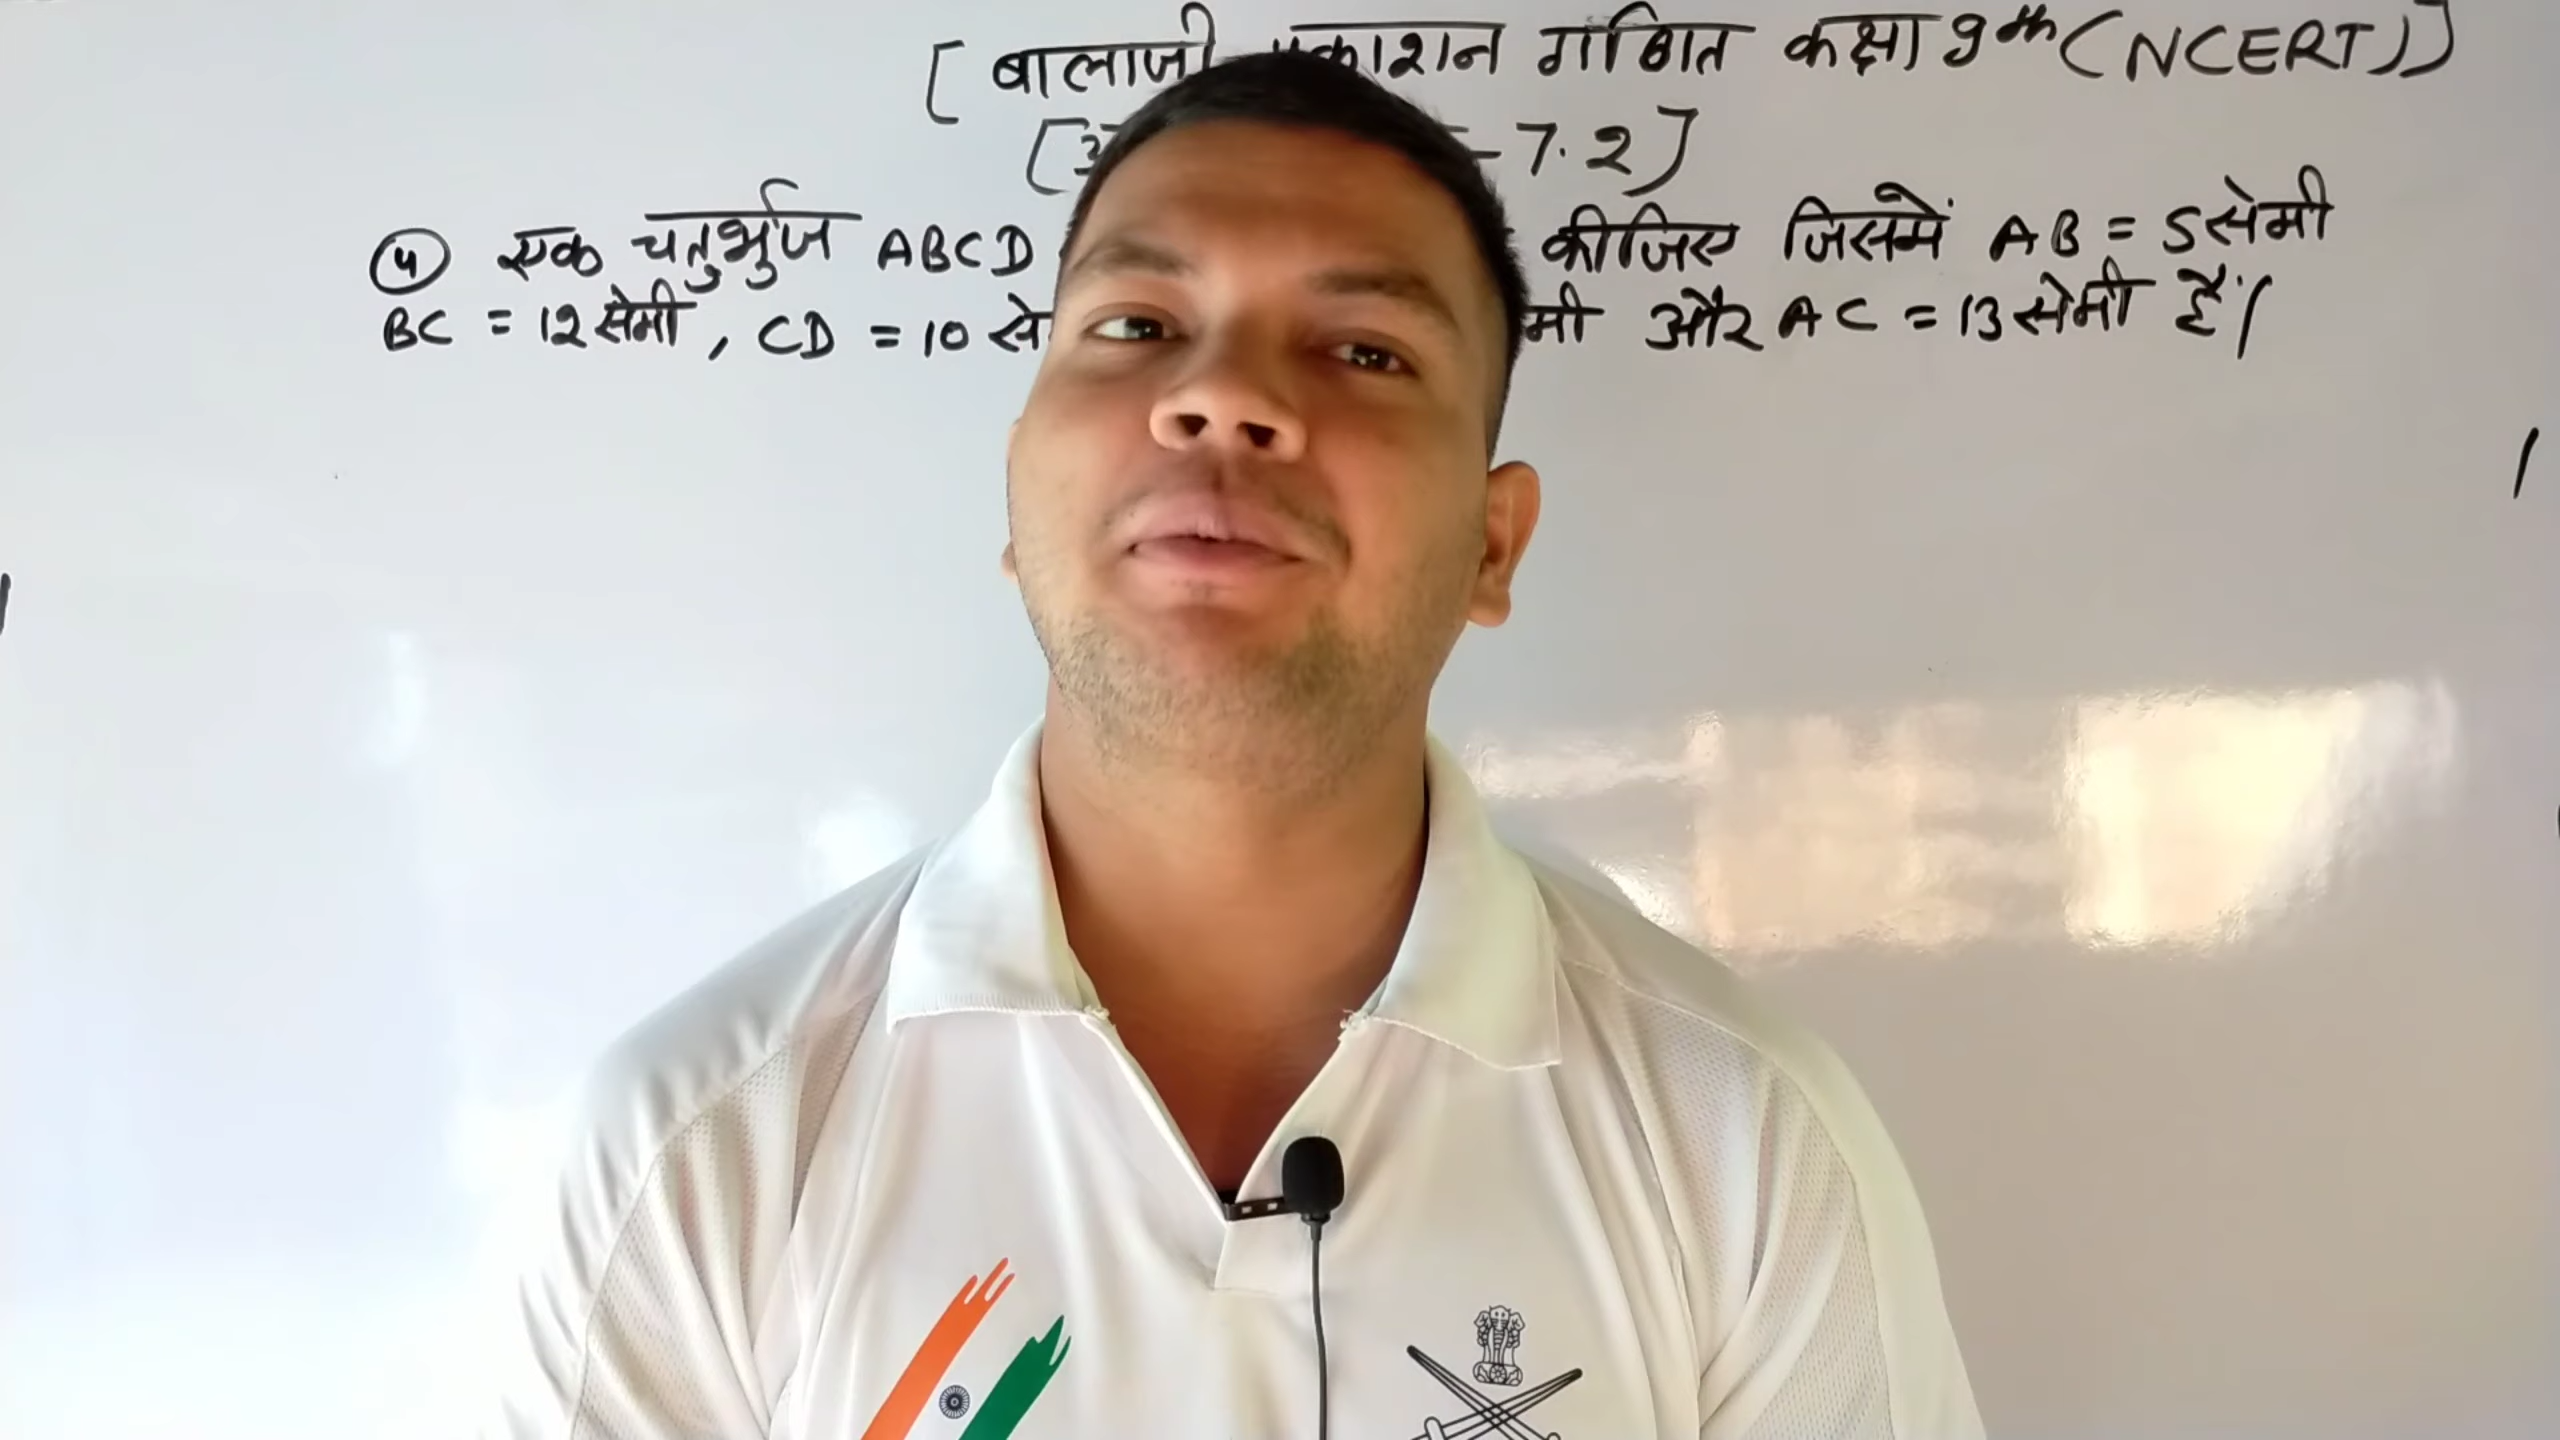 [ बालाजी प्रकाशन गणित कक्षा 9th (NCERT)]
- 7.2]
५ एक चतुर्भुज ABCD कीजिए जिसमें AB = 5 सेमी
BC = 12 सेमी, CD = 10 और AC = 13 सेमी हैं।